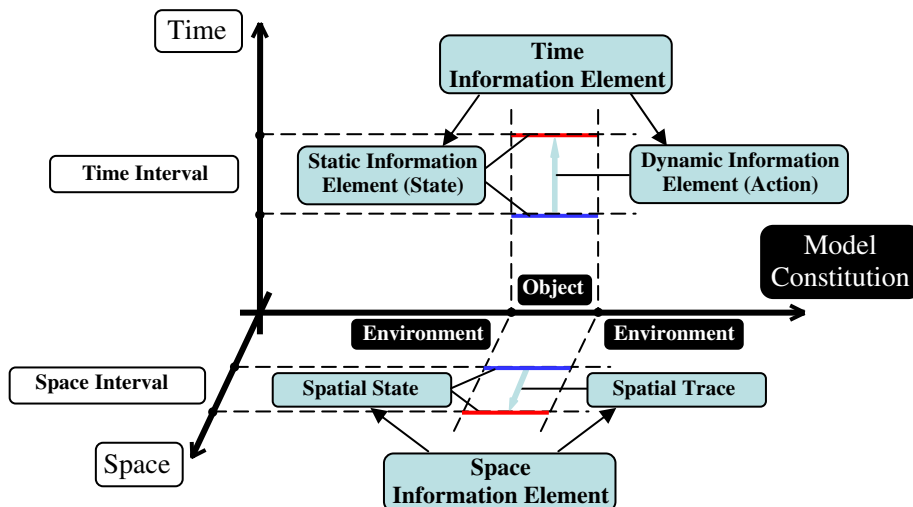 Time
Time
Information Element
Static Information
Element (State)
Dynamic Information
Element (Action)
Time Interval
Model
Constitution
Object
Environment
Environment
Space Interval
Spatial State
Spatial Trace
Space
Space
Information Element